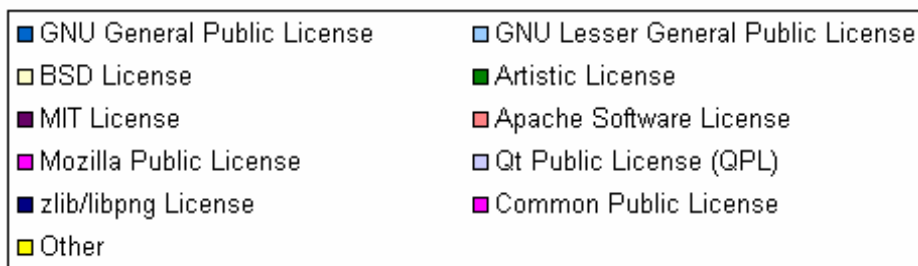 GNU General Public License GNU Lesser General Public License
BSD License Artistic License
MIT License Apache Software License
Mozilla Public License Qt Public License (QPL)
zlib/libpng License Common Public License
Other